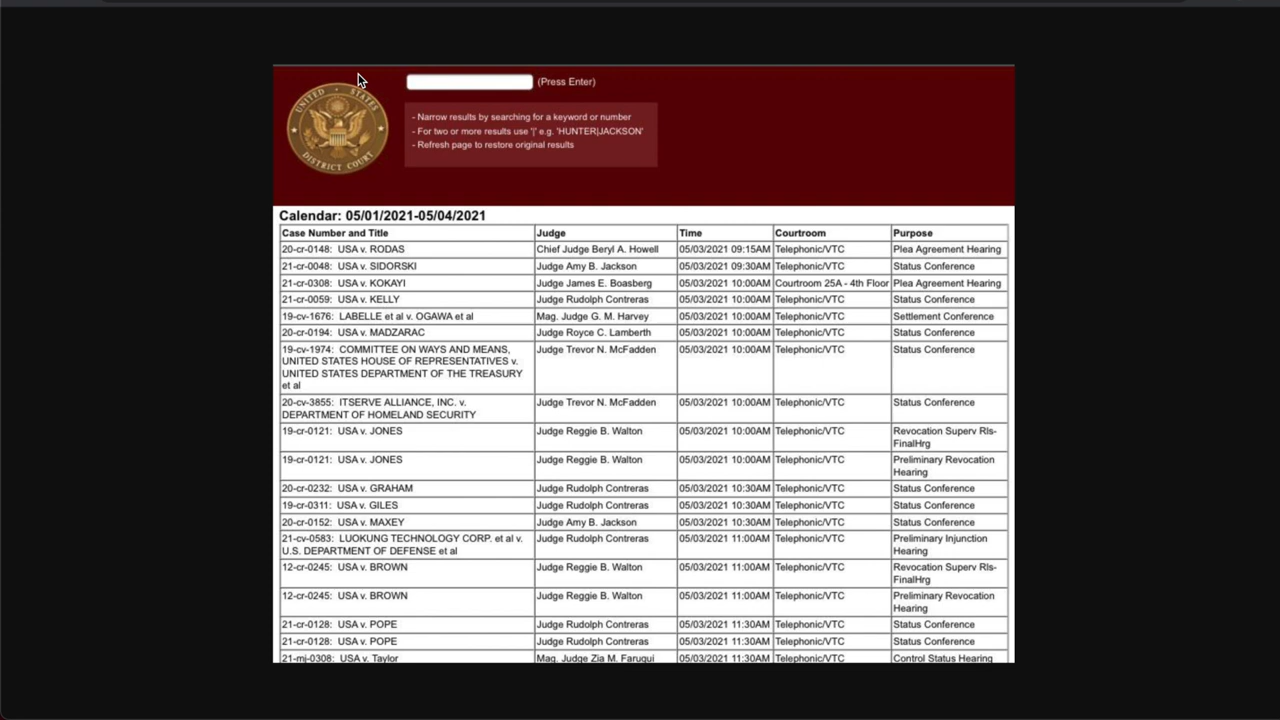 UNITED STATES
DISTRICT COURT
(Press Enter)
- Narrow results by searching for a keyword or number
- For two or more results use '|' e.g. 'HUNTER|JACKSON'
- Refresh page to restore original results
Calendar: 05/01/2021-05/04/2021
Case Number and Title Judge Time Courtroom Purpose
20-cr-0148: USA v. RODAS Chief Judge Beryl A. Howell 05/03/2021 09:15AM Telephonic/VTC Plea Agreement Hearing
21-cr-0048: USA v. SIDORSKI Judge Amy B. Jackson 05/03/2021 09:30AM Telephonic/VTC Status Conference
21-cr-0308: USA v. KOKAYI Judge James E. Boasberg 05/03/2021 10:00AM Courtroom 25A - 4th Floor Plea Agreement Hearing
21-cr-0059: USA v. KELLY Judge Rudolph Contreras 05/03/2021 10:00AM Telephonic/VTC Status Conference
19-cv-1676: LABELLE et al v. OGAWA et al Mag. Judge G. M. Harvey 05/03/2021 10:00AM Telephonic/VTC Settlement Conference
20-cr-0194: USA v. MADZARAC Judge Royce C. Lamberth 05/03/2021 10:00AM Telephonic/VTC Status Conference
19-cv-1974: COMMITTEE ON WAYS AND MEANS, Judge Trevor N. McFadden 05/03/2021 10:00AM Telephonic/VTC Status Conference
UNITED STATES HOUSE OF REPRESENTATIVES v.
UNITED STATES DEPARTMENT OF THE TREASURY
et al
20-cv-3855: ITSERVE ALLIANCE, INC. v. Judge Trevor N. McFadden 05/03/2021 10:00AM Telephonic/VTC Status Conference
DEPARTMENT OF HOMELAND SECURITY
19-cr-0121: USA v. JONES Judge Reggie B. Walton 05/03/2021 10:00AM Telephonic/VTC Revocation Superv Rls-
FinalHrg
19-cr-0121: USA v. JONES Judge Reggie B. Walton 05/03/2021 10:00AM Telephonic/VTC Preliminary Revocation
Hearing
20-cr-0232: USA v. GRAHAM Judge Rudolph Contreras 05/03/2021 10:30AM Telephonic/VTC Status Conference
19-cr-0311: USA v. GILES Judge Rudolph Contreras 05/03/2021 10:30AM Telephonic/VTC Status Conference
20-cr-0152: USA v. MAXEY Judge Amy B. Jackson 05/03/2021 10:30AM Telephonic/VTC Status Conference
21-cv-0583: LUOKUNG TECHNOLOGY CORP. et al v. Judge Rudolph Contreras 05/03/2021 11:00AM Telephonic/VTC Preliminary Injunction
U.S. DEPARTMENT OF DEFENSE et al Hearing
12-cr-0245: USA v. BROWN Judge Reggie B. Walton 05/03/2021 11:00AM Telephonic/VTC Revocation Superv Rls-
FinalHrg
12-cr-0245: USA v. BROWN Judge Reggie B. Walton 05/03/2021 11:00AM Telephonic/VTC Preliminary Revocation
Hearing
21-cr-0128: USA v. POPE Judge Rudolph Contreras 05/03/2021 11:30AM Telephonic/VTC Status Conference
21-cr-0128: USA v. POPE Judge Rudolph Contreras 05/03/2021 11:30AM Telephonic/VTC Status Conference
21-mj-0308: USA v. Taylor Mag. Judge Zia M. Faruqui 05/03/2021 11:30AM Telephonic/VTC Control Status Hearing